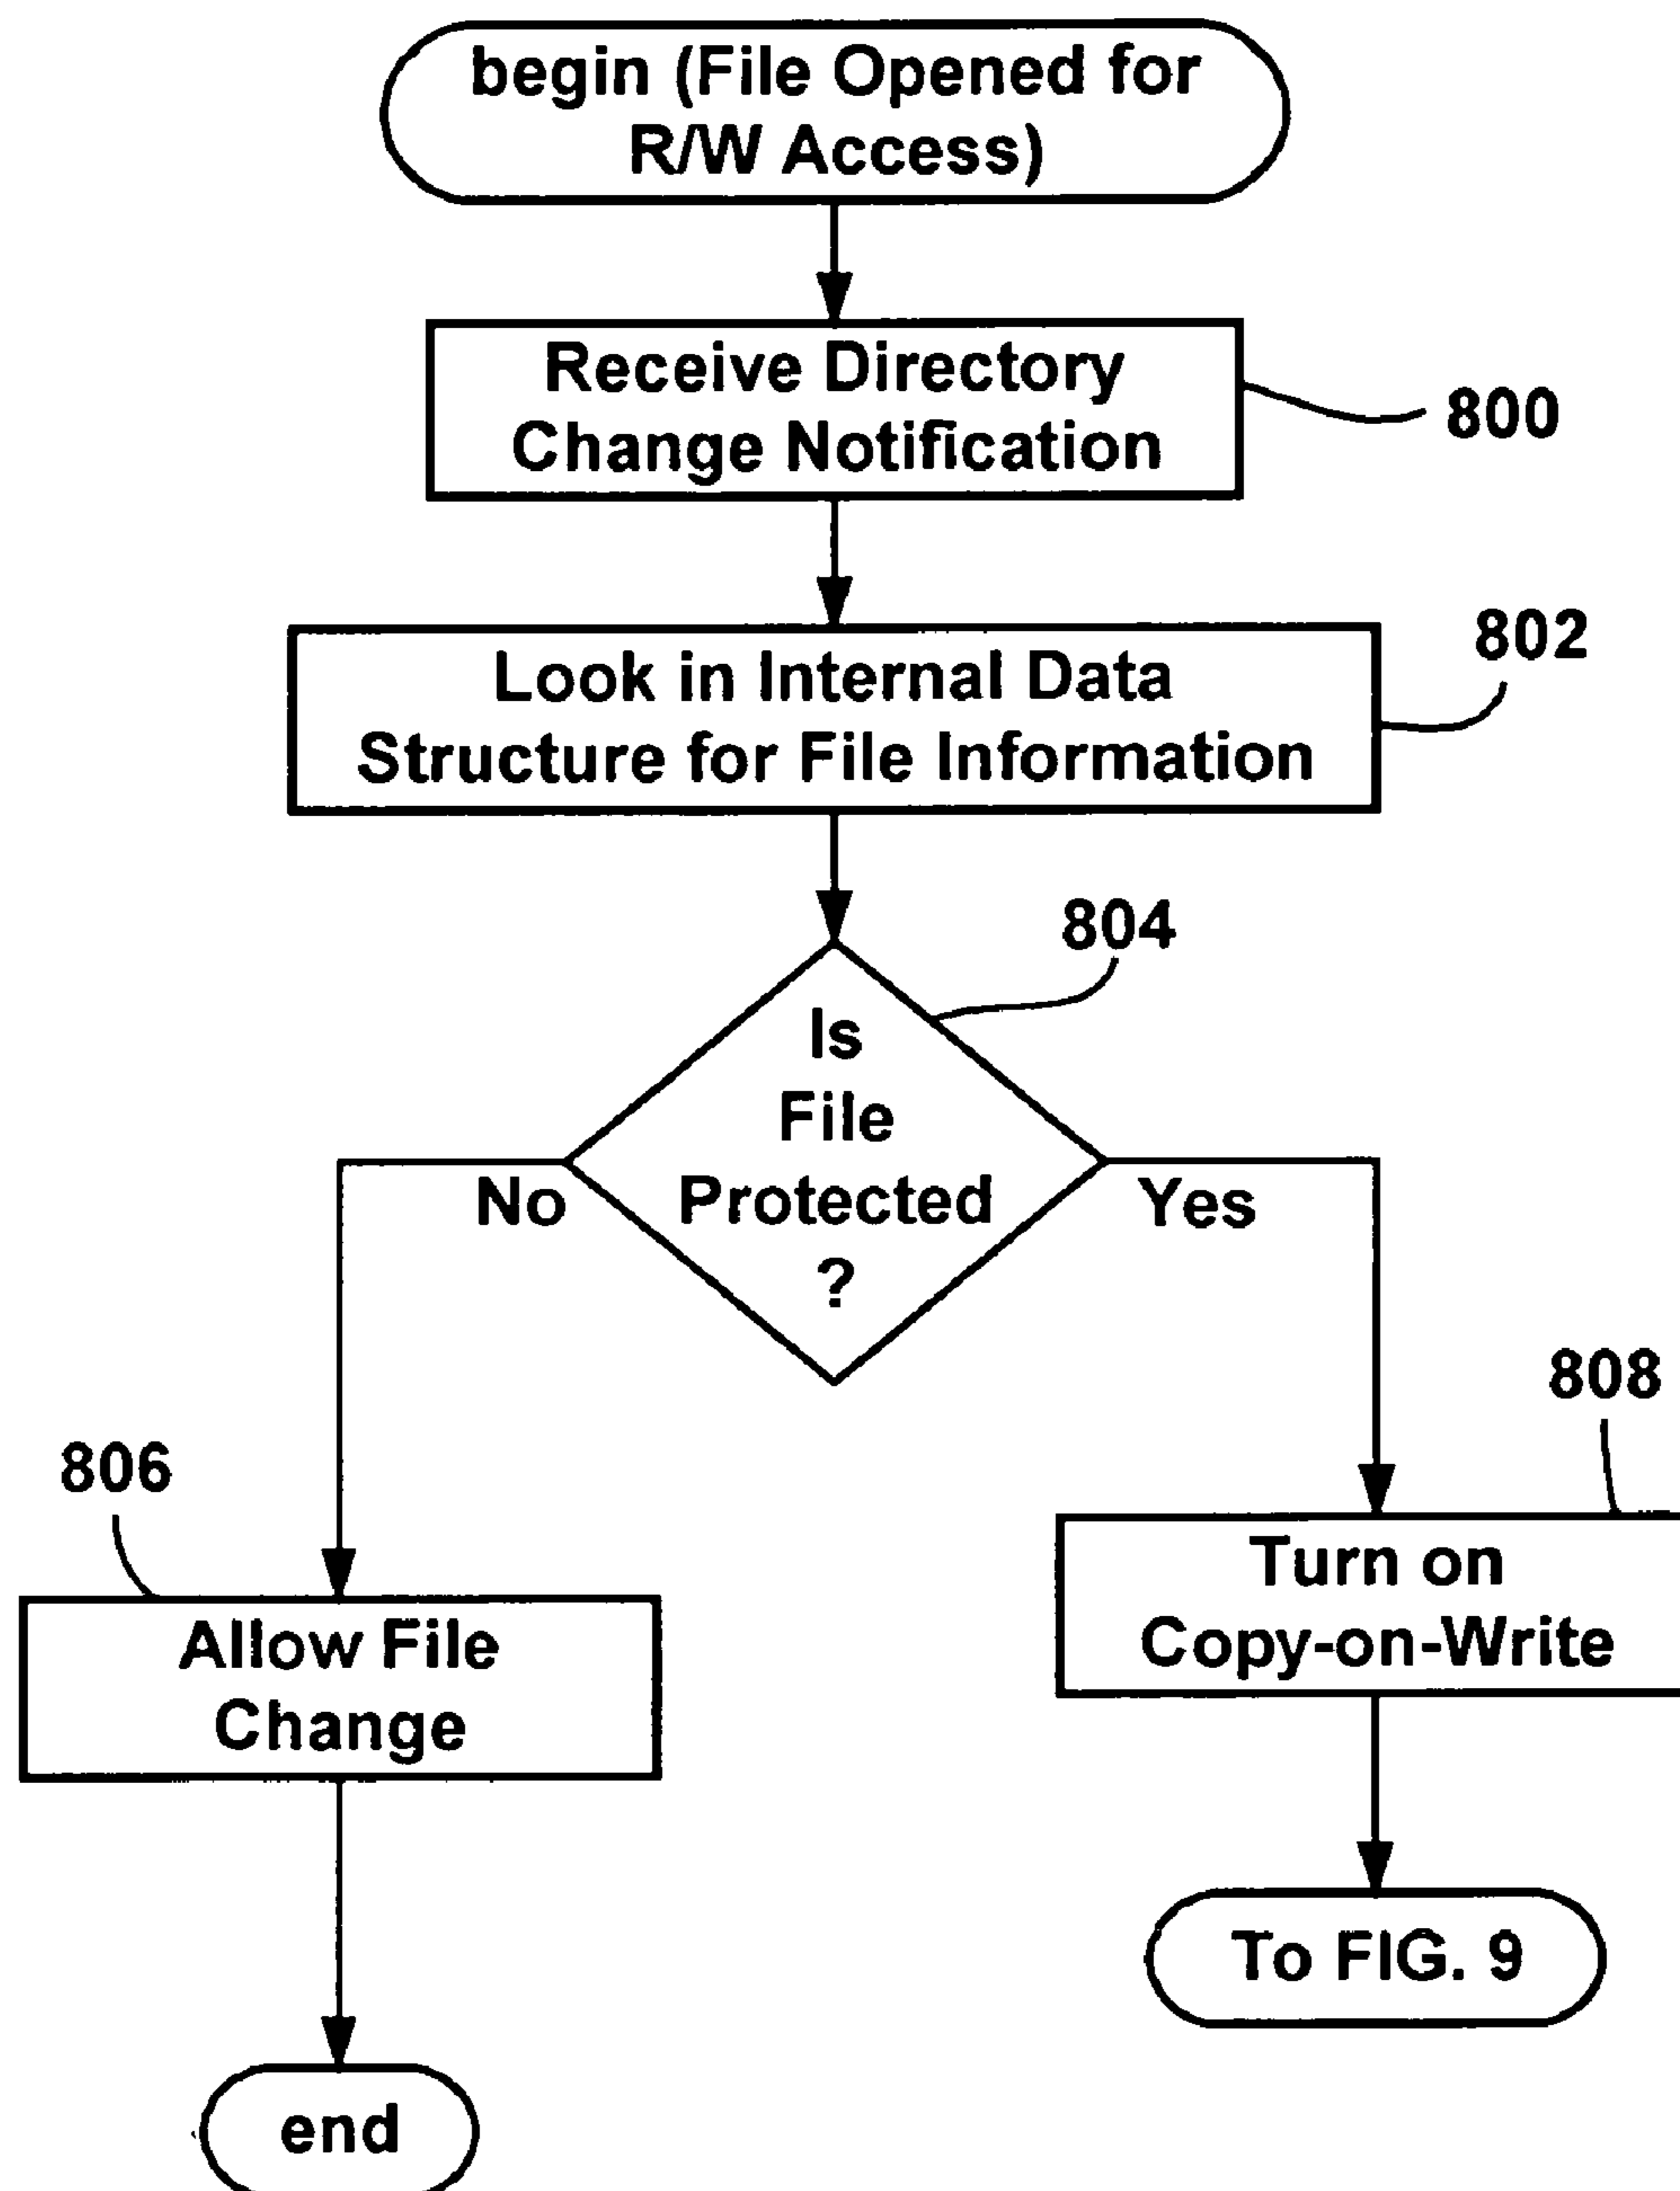 begin (File Opened for
R/W Access)
Receive Directory
Change Notification
800
Look in Internal Data
Structure for File Information
802
804
Is
File
Protected
?
No
Yes
808
806
Turn on
Copy-on-Write
Allow File
Change
To FIG. 9
end